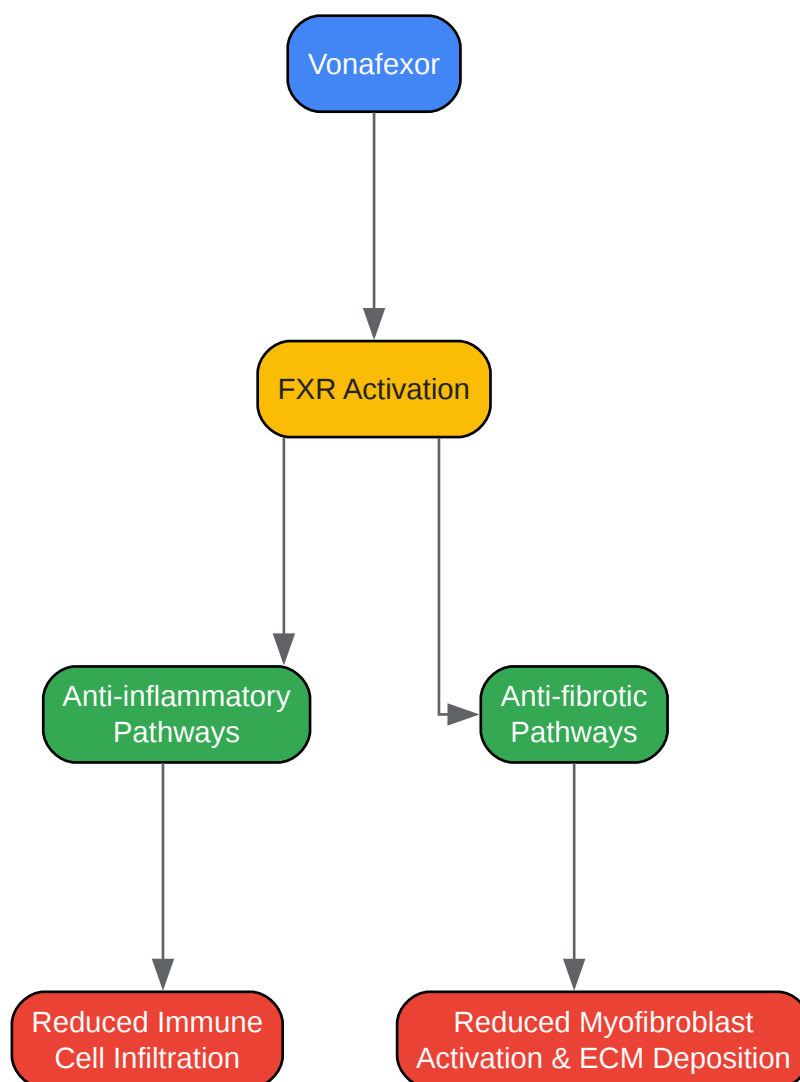 Vonafexor
FXR Activation
Anti-inflammatory
Pathways
Anti-fibrotic
Pathways
Reduced Immune
Cell Infiltration
Reduced Myofibroblast
Activation & ECM Deposition